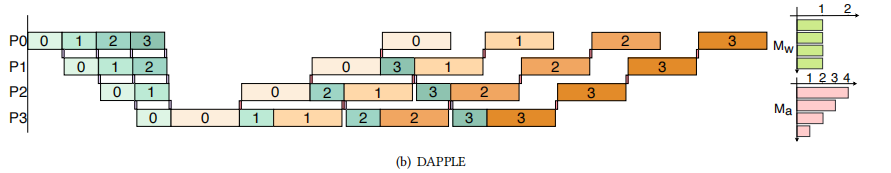 1 2
P0 0 1 2 3 0 1 2 3
Mw
P1 0 1 2 0 3 1 2 3
P2 0 1 0 2 1 3 2 3
1 2 3 4
Ma
P3 0 0 1 1 2 2 3 3
(b) DAPPLE